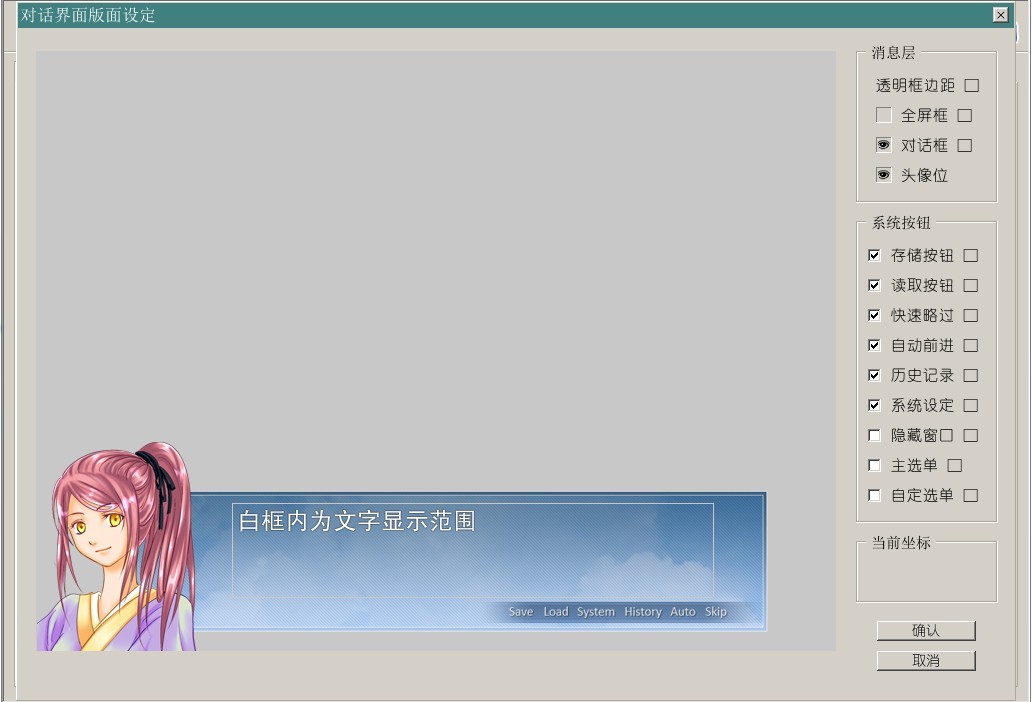 对话界面版面设定
消息层
透明框边距
全屏框
对话框
头像位
系统按钮
存储按钮
读取按钮
快速略过
自动前进
历史记录
系统设定
隐藏窗口
主选单
自定选单
当前坐标
确认
取消
白框内为文字显示范围
Save Load System History Auto Skip